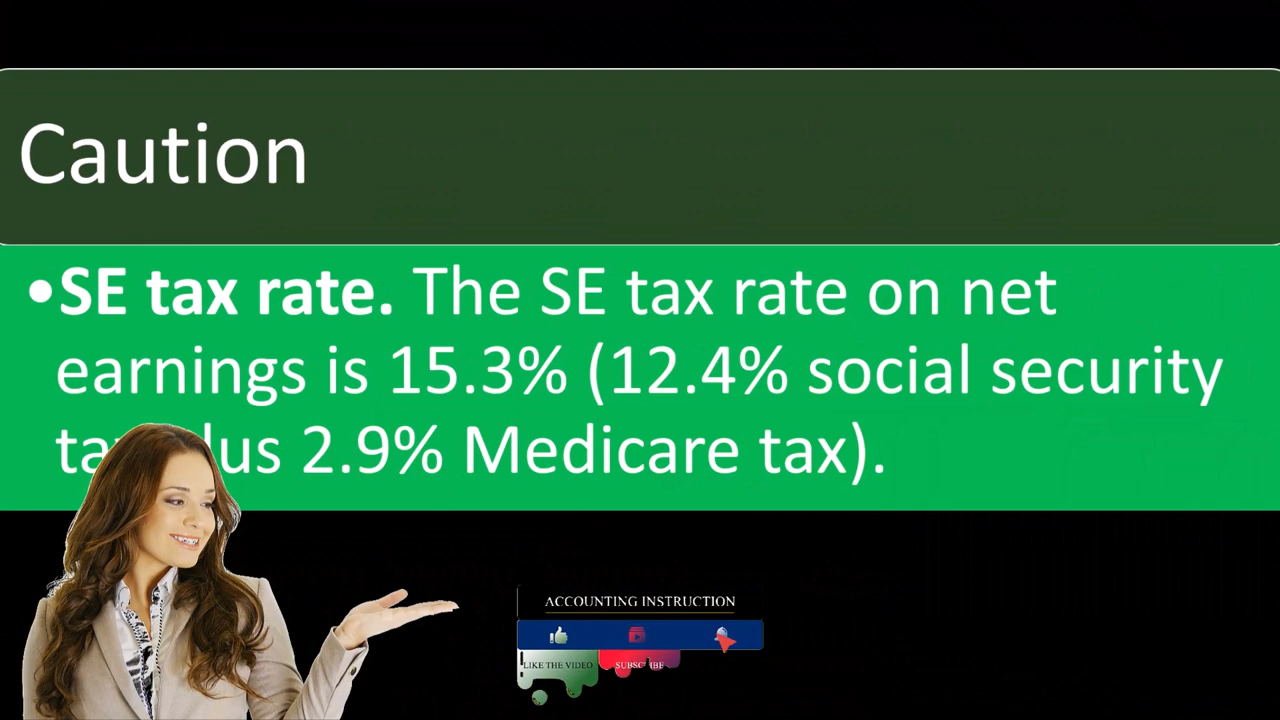 Caution
•SE tax rate. The SE tax rate on net
earnings is 15.3% (12.4% social security
2.9% Medicare tax).
ACCOUNTING INSTRUCTION
LIKE THE VIDEO